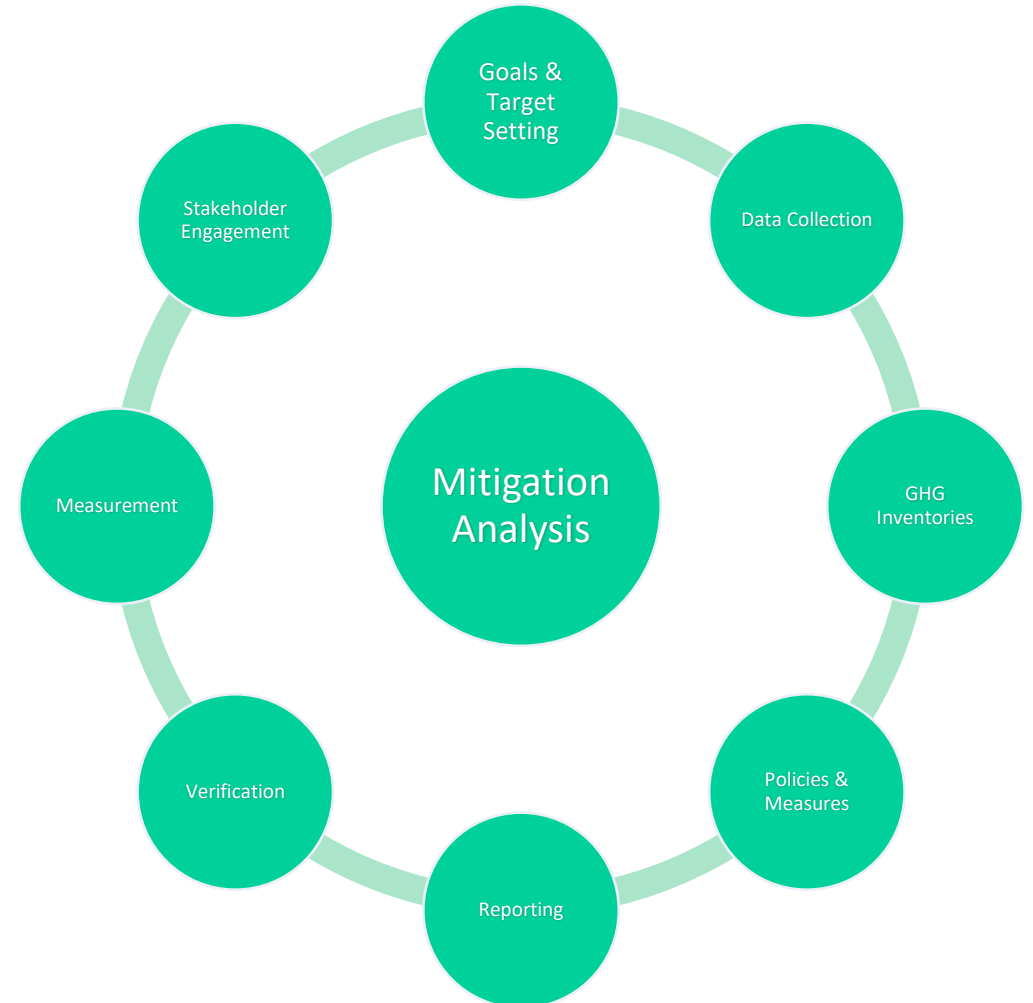 Goals &
Target
Setting
Stakeholder
Engagement
Data Collection
Measurement
Mitigation
Analysis
GHG
Inventories
Verification
Policies &
Measures
Reporting